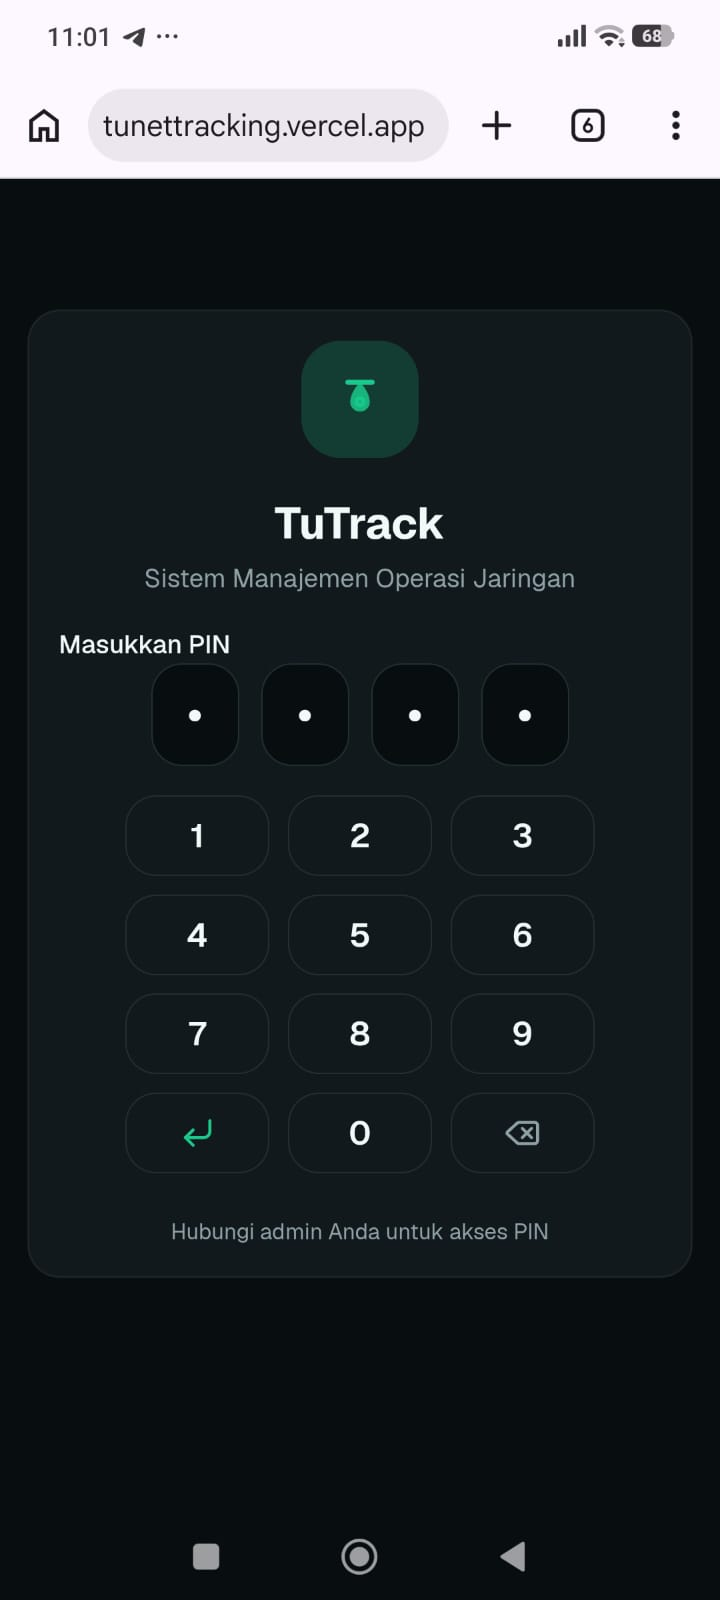 11:01
68
tunettracking.vercel.app
6
TuTrack
Sistem Manajemen Operasi Jaringan
Masukkan PIN
1 2 3
4 5 6
7 8 9
0
Hubungi admin Anda untuk akses PIN